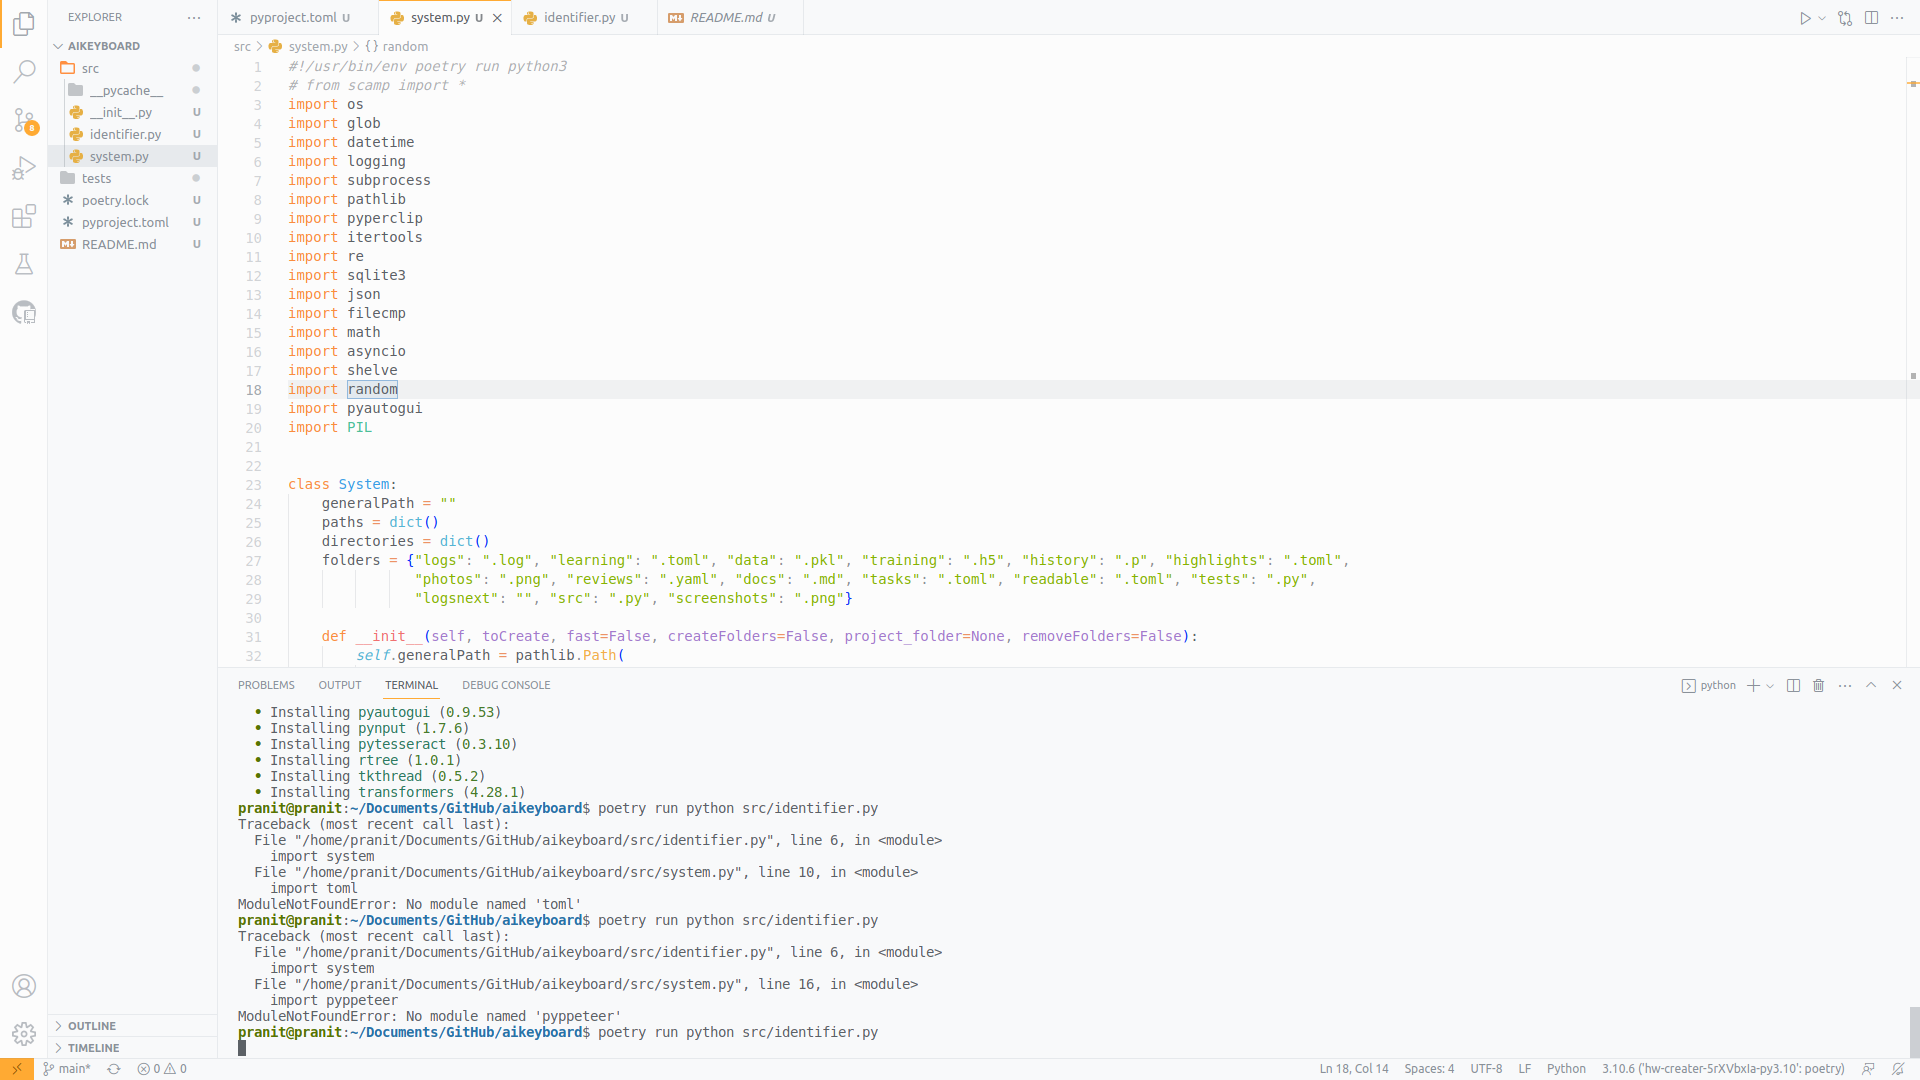 EXPLORER
AIKEYBOARD
src
__pycache__
__init__.py U
identifier.py U
system.py U
tests
poetry.lock U
pyproject.toml U
README.md U
OUTLINE
TIMELINE
8
pyproject.toml U
system.py U
identifier.py U
README.md U
src > system.py > {} random
1 #!/usr/bin/env poetry run python3
2 # from scamp import *
3 import os
4 import glob
5 import datetime
6 import logging
7 import subprocess
8 import pathlib
9 import pyperclip
10 import itertools
11 import re
12 import sqlite3
13 import json
14 import filecmp
15 import math
16 import asyncio
17 import shelve
18 import random
19 import pyautogui
20 import PIL
21
22
23 class System:
24     generalPath = ""
25     paths = dict()
26     directories = dict()
27     folders = {"logs": ".log", "learning": ".toml", "data": ".pkl", "training": ".h5", "history": ".p", "highlights": ".toml",
28                "photos": ".png", "reviews": ".yaml", "docs": ".md", "tasks": ".toml", "readable": ".toml", "tests": ".py",
29                "logsnext": "", "src": ".py", "screenshots": ".png"}
30
31     def __init__(self, toCreate, fast=False, createFolders=False, project_folder=None, removeFolders=False):
32         self.generalPath = pathlib.Path(
PROBLEMS OUTPUT TERMINAL DEBUG CONSOLE
python
• Installing pyautogui (0.9.53)
• Installing pynput (1.7.6)
• Installing pytesseract (0.3.10)
• Installing rtree (1.0.1)
• Installing tkthread (0.5.2)
• Installing transformers (4.28.1)
pranit@pranit:~/Documents/GitHub/aikeyboard$ poetry run python src/identifier.py
Traceback (most recent call last):
File "/home/pranit/Documents/GitHub/aikeyboard/src/identifier.py", line 6, in <module>
import system
File "/home/pranit/Documents/GitHub/aikeyboard/src/system.py", line 10, in <module>
import toml
ModuleNotFoundError: No module named 'toml'
pranit@pranit:~/Documents/GitHub/aikeyboard$ poetry run python src/identifier.py
Traceback (most recent call last):
File "/home/pranit/Documents/GitHub/aikeyboard/src/identifier.py", line 6, in <module>
import system
File "/home/pranit/Documents/GitHub/aikeyboard/src/system.py", line 16, in <module>
import pyppeteer
ModuleNotFoundError: No module named 'pyppeteer'
pranit@pranit:~/Documents/GitHub/aikeyboard$ poetry run python src/identifier.py
main* 0 0 Ln 18, Col 14 Spaces: 4 UTF-8 LF Python 3.10.6 ('hw-creater-5rXVbxIa-py3.10': poetry)